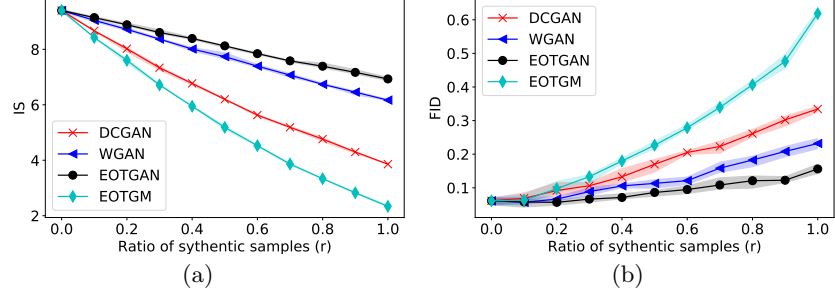 8
6
4
2
IS
DCGAN
WGAN
EOTGAN
EOTGM
0.0 0.2 0.4 0.6 0.8 1.0
Ratio of sythentic samples (r)
(a)
0.6
0.5
0.4
0.3
0.2
0.1
FID
DCGAN
WGAN
EOTGAN
EOTGM
0.0 0.2 0.4 0.6 0.8 1.0
Ratio of sythentic samples (r)
(b)